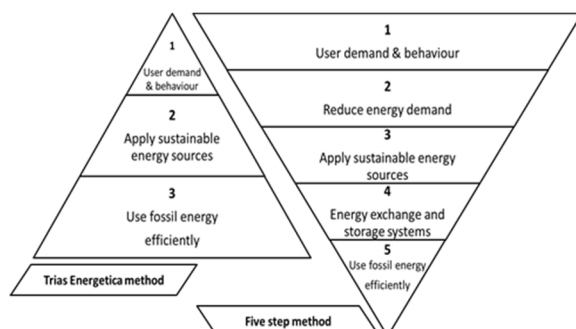 1
User demand
& behaviour
2
Apply sustainable
energy sources
3
Use fossil energy
efficiently
Trias Energetica method
1
User demand & behaviour
2
Reduce energy demand
3
Apply sustainable energy
sources
4
Energy exchange and
storage systems
5
Use fossil energy
efficiently
Five step method